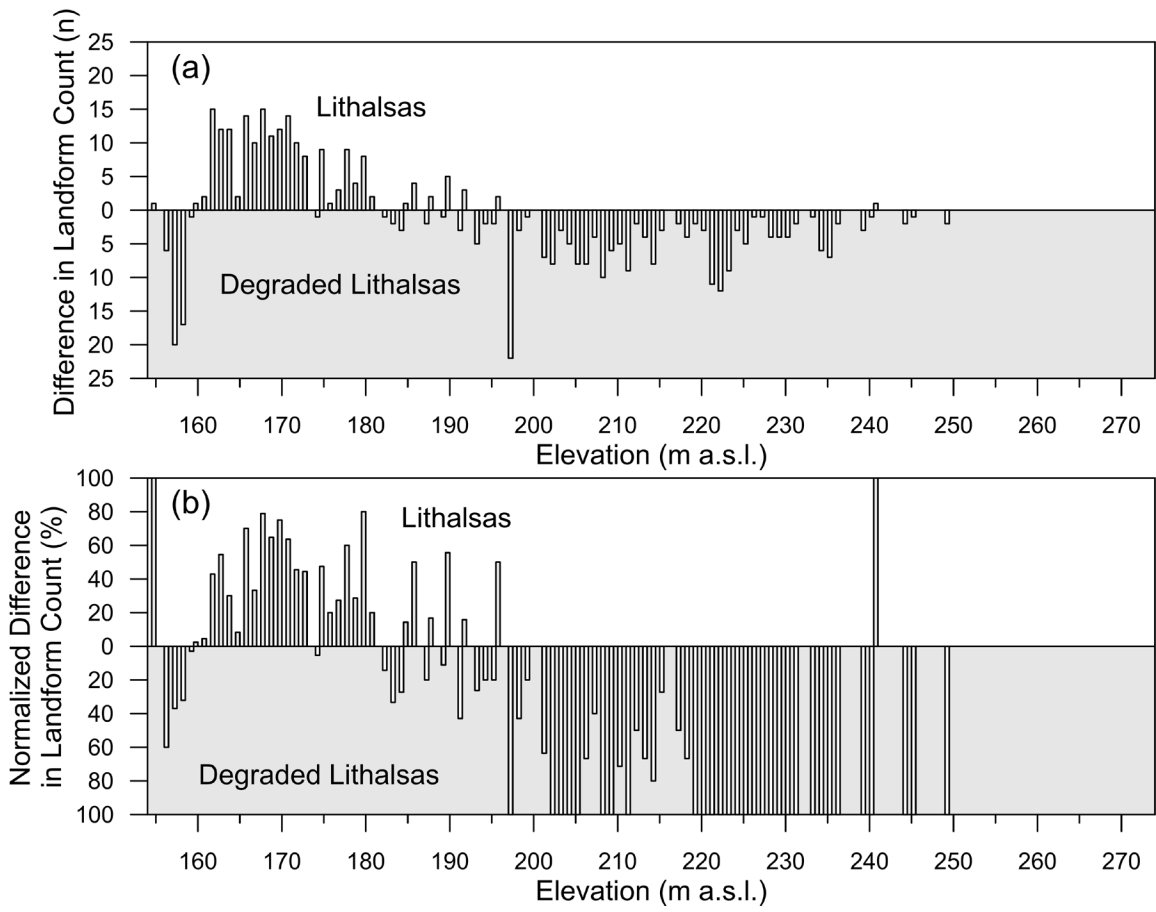 Difference in Landform Count (n)
25
20
15
10
5
0
5
10
15
20
25
(a)
Lithalsas
Degraded Lithalsas
160 170 180 190 200 210 220 230 240 250 260 270
Elevation (m a.s.l.)
Normalized Difference
in Landform Count (%)
100
80
60
40
20
0
20
40
60
80
100
(b)
Lithalsas
Degraded Lithalsas
160 170 180 190 200 210 220 230 240 250 260 270
Elevation (m a.s.l.)